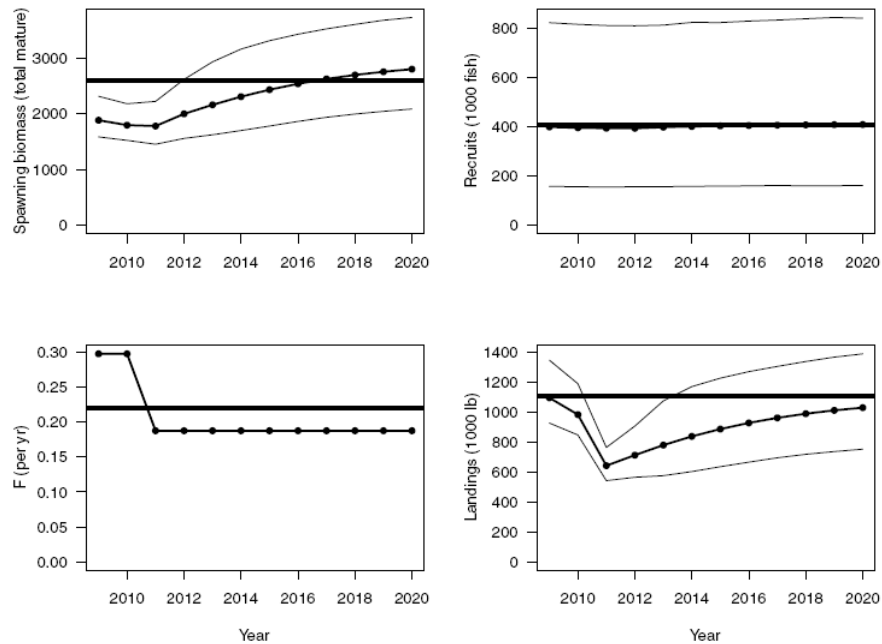 Spawning biomass (total mature)
3000
2000
1000
0
2010 2012 2014 2016 2018 2020
Recruits (1000 fish)
800
600
400
200
0
2010 2012 2014 2016 2018 2020
F (per yr)
0.30
0.25
0.20
0.15
0.10
0.05
0.00
2010 2012 2014 2016 2018 2020
Year
Landings (1000 lb)
1400
1200
1000
800
600
400
200
0
2010 2012 2014 2016 2018 2020
Year